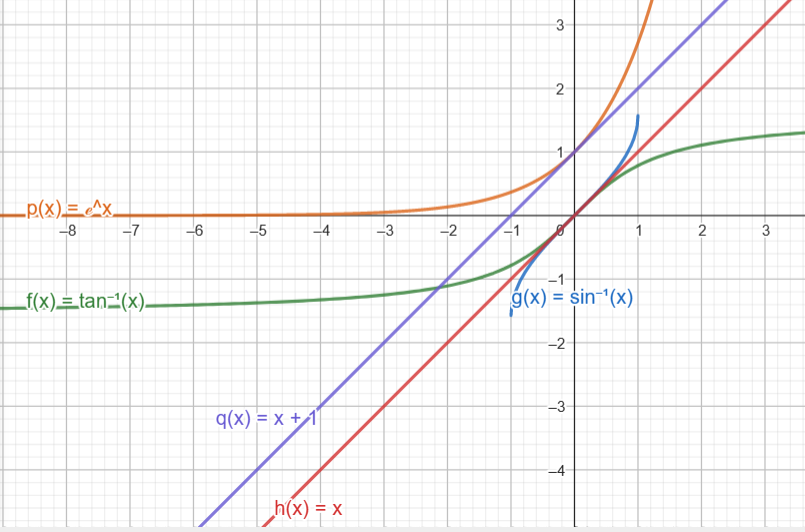 3
2
1
p(x) = ℯ^x
–8 –7 –6 –5 –4 –3 –2 –1 0 1 2 3
–1
f(x) = tan⁻¹(x)
g(x) = sin⁻¹(x)
–2
–3
q(x) = x + 1
–4
h(x) = x